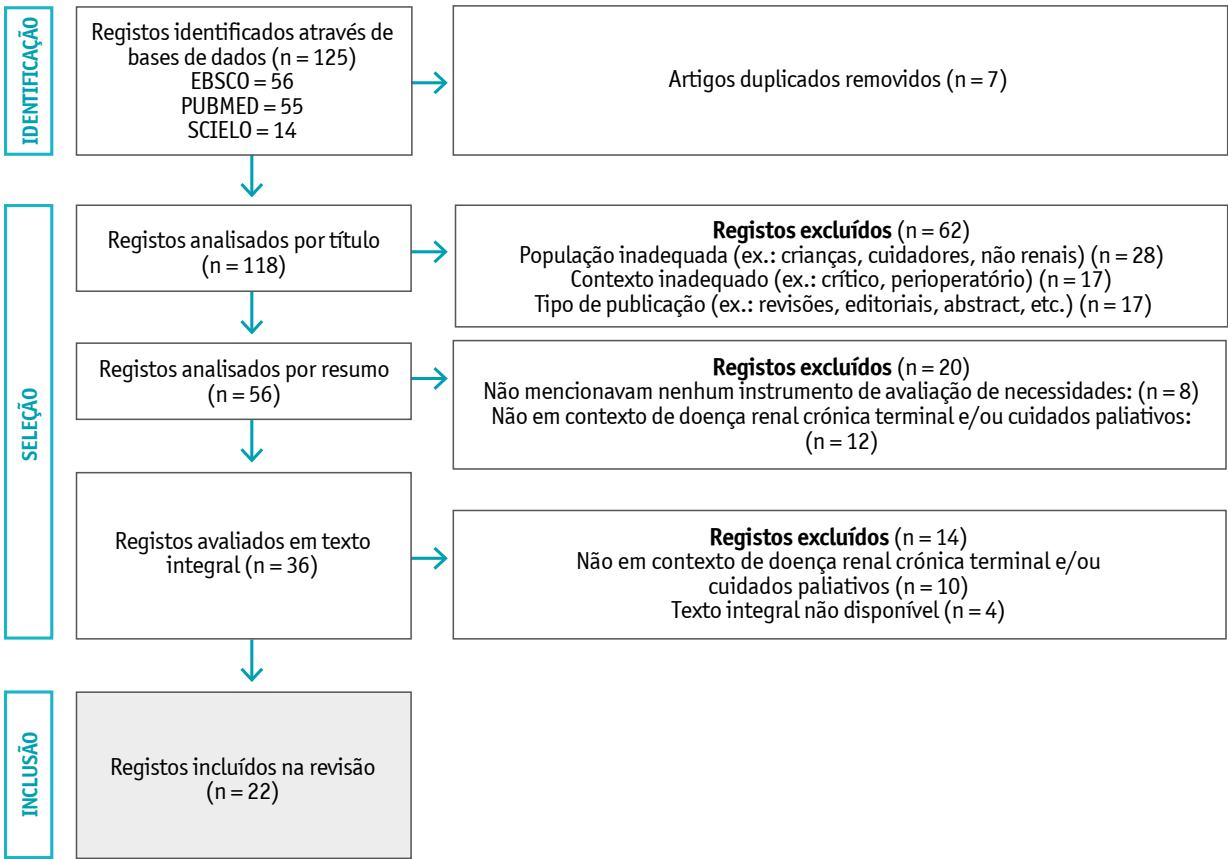 IDENTIFICAÇÃO
Registos identificados através de
bases de dados (n = 125)
EBSCO = 56
PUBMED = 55
SCIELO = 14
Artigos duplicados removidos (n = 7)
SELEÇÃO
Registos analisados por título
(n = 118)
Registos excluídos (n = 62)
População inadequada (ex.: crianças, cuidadores, não renais) (n = 28)
Contexto inadequado (ex.: crítico, perioperatório) (n = 17)
Tipo de publicação (ex.: revisões, editoriais, abstract, etc.) (n = 17)
Registos analisados por resumo
(n = 56)
Registos excluídos (n = 20)
Não mencionavam nenhum instrumento de avaliação de necessidades: (n = 8)
Não em contexto de doença renal crónica terminal e/ou cuidados paliativos:
(n = 12)
Registos avaliados em texto
integral (n = 36)
Registos excluídos (n = 14)
Não em contexto de doença renal crónica terminal e/ou
cuidados paliativos (n = 10)
Texto integral não disponível (n = 4)
INCLUSÃO
Registos incluídos na revisão
(n = 22)